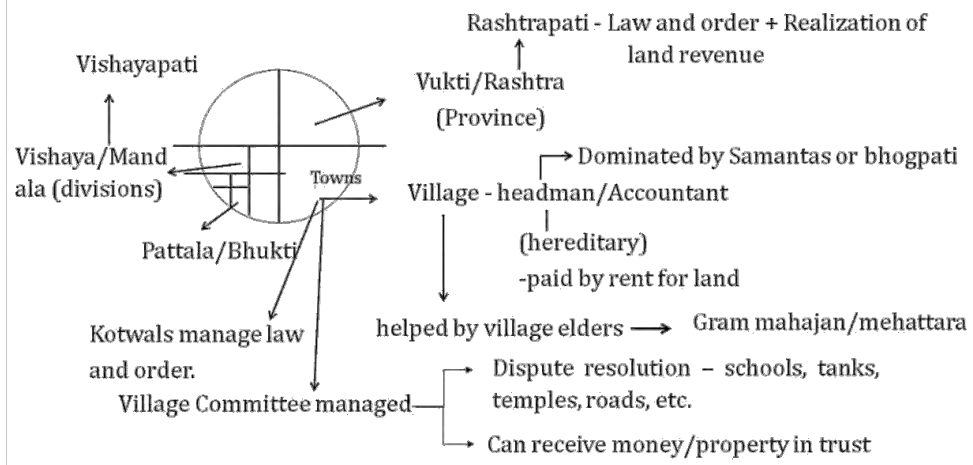 Rashtrapati - Law and order + Realization of
land revenue
Vishayapati
Vukti/Rashtra
(Province)
Vishaya/Mand
ala (divisions)
Towns
Dominated by Samantas or bhogpati
Village - headman/Accountant
(hereditary)
-paid by rent for land
Pattala/Bhukti
Kotwals manage law
and order.
helped by village elders
Gram mahajan/mehattara
Village Committee managed
Dispute resolution – schools, tanks,
temples, roads, etc.
Can receive money/property in trust